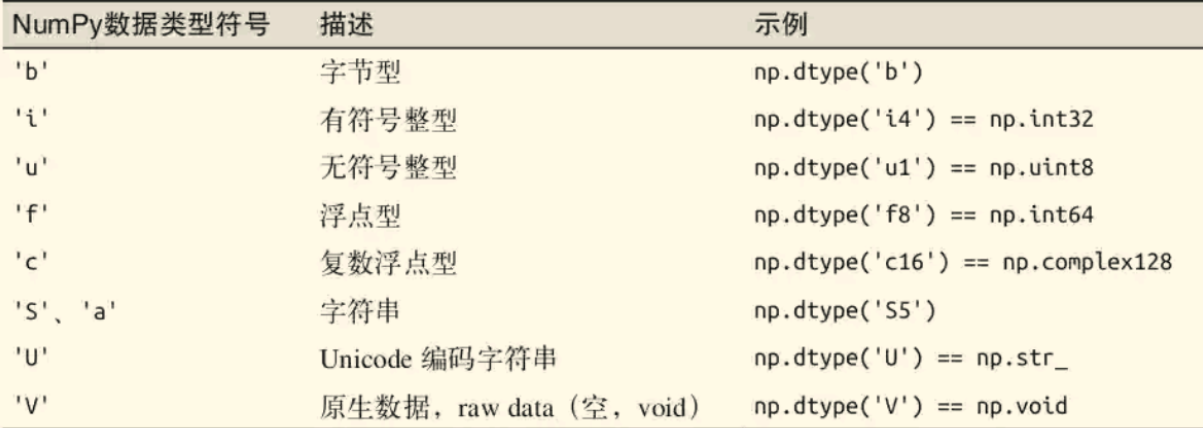 NumPy数据类型符号 描述 示例
'b' 字节型 np.dtype('b')
'i' 有符号整型 np.dtype('i4') == np.int32
'u' 无符号整型 np.dtype('u1') == np.uint8
'f' 浮点型 np.dtype('f8') == np.int64
'c' 复数浮点型 np.dtype('c16') == np.complex128
'S'、'a' 字符串 np.dtype('S5')
'U' Unicode 编码字符串 np.dtype('U') == np.str_
'V' 原生数据，raw data（空，void） np.dtype('V') == np.void